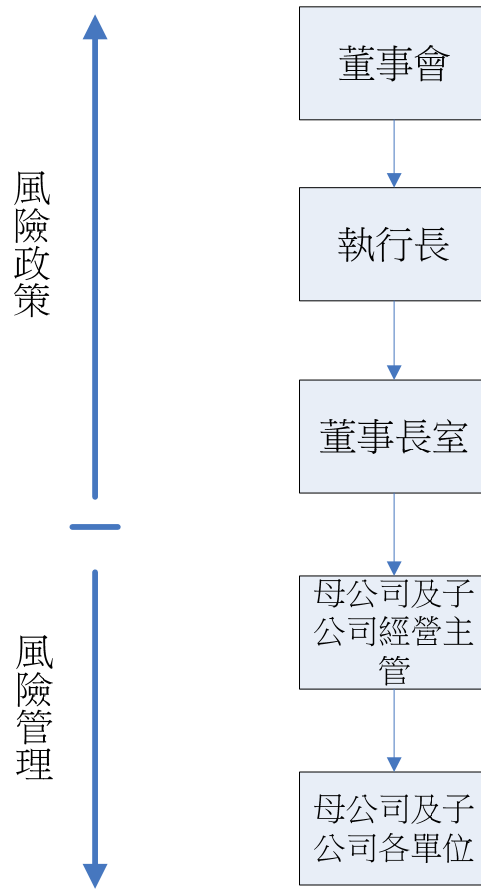 風險政策
風險管理
董事會
執行長
董事長室
母公司及子
公司經營主
管
母公司及子
公司各單位